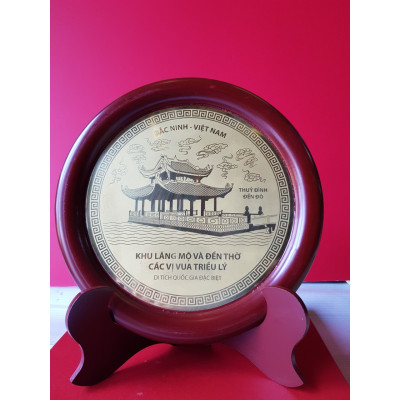 BẮC NINH - VIỆT NAM
THUỶ ĐÌNH
ĐỀN ĐÔ
KHU LĂNG MỘ VÀ ĐỀN THỜ
CÁC VỊ VUA TRIỀU LÝ
DI TÍCH QUỐC GIA ĐẶC BIỆT